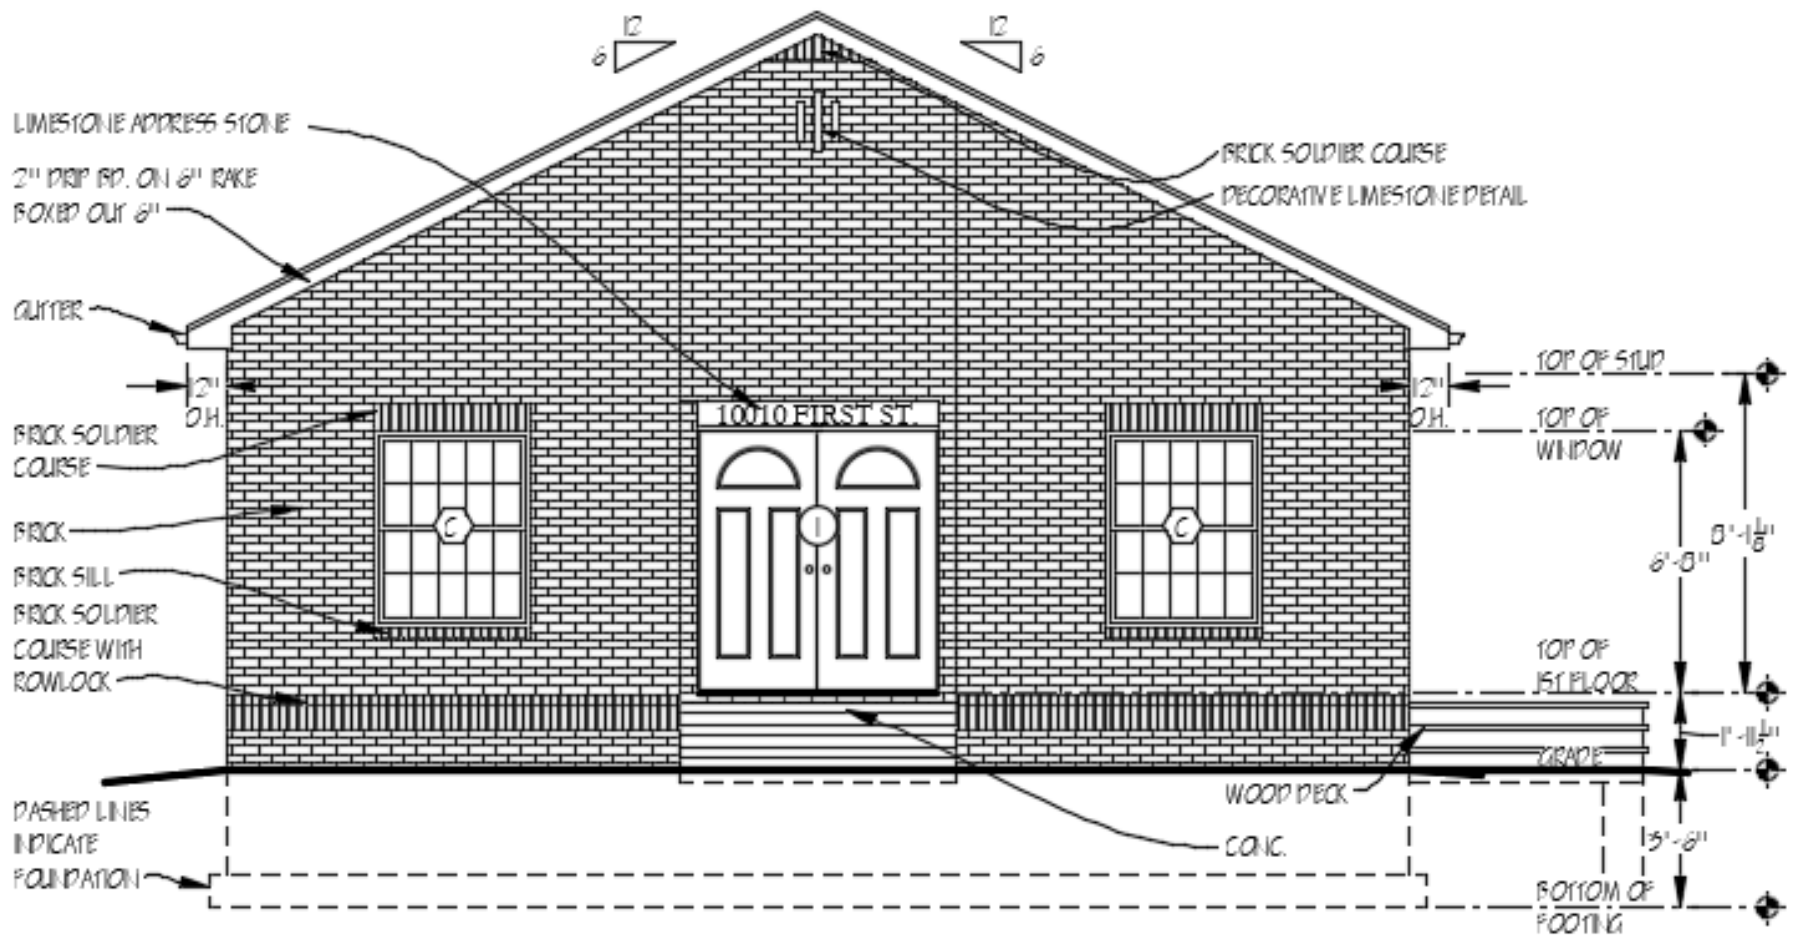 12
6
12
6
LIMESTONE ADDRESS STONE
2" DRIP BD. ON 6" RAKE
BOXED OUT 6"
GUTTER
BRICK SOLDIER COURSE
DECORATIVE LIMESTONE DETAIL
12"
O.H.
12"
O.H.
TOP OF STUD
TOP OF
WINDOW
BRICK SOLDIER
COURSE
10010 FIRST ST.
BRICK
C
1
C
6'-8"
8'-1 1/8"
BRICK SILL
BRICK SOLDIER
COURSE WITH
ROWLOCK
TOP OF
1ST FLOOR
1'-11 1/2"
GRADE
WOOD DECK
CONC.
DASHED LINES
INDICATE
FOUNDATION
3'-6"
BOTTOM OF
FOOTING